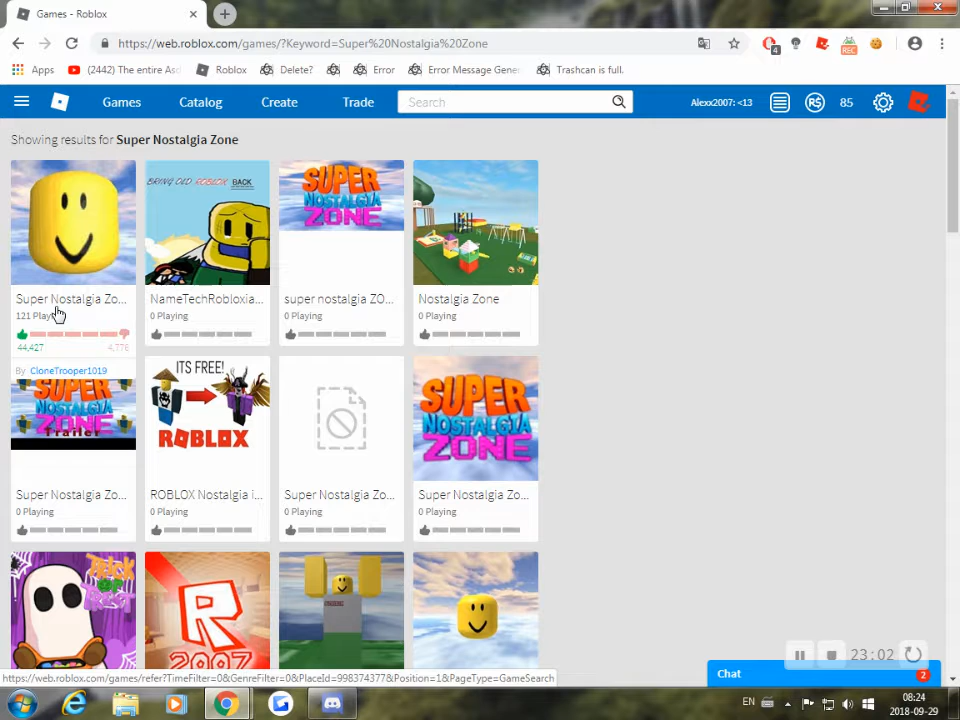 Games - Roblox
https://web.roblox.com/games/?Keyword=Super%20Nostalgia%20Zone
4
REC
Apps
(2442) The entire Asd
Roblox
Delete?
Error
Error Message Gene
Trashcan is full.
Games
Catalog
Create
Trade
Search
Alexx2007: <13
R$
85
Showing results for Super Nostalgia Zone
BRING OLD ROBLOX BACK
SUPER
NOSTALGIA
ZONE
Super Nostalgia Zo...
NameTechRobloxia...
super nostalgia ZO...
Nostalgia Zone
121 Playing
0 Playing
0 Playing
0 Playing
44,427
4,776
By CloneTrooper1019
NOSTALGIA
ZONE
Trailer
ITS FREE!
ROBLOX
SUPER
NOSTALGIA
ZONE
Super Nostalgia Zo...
ROBLOX Nostalgia i...
Super Nostalgia Zo...
Super Nostalgia Zo...
0 Playing
0 Playing
0 Playing
0 Playing
TRICK
OR
TREAT
R
2007
23:02
https://web.roblox.com/games/refer?TimeFilter=0&GenreFilter=0&PlaceId=998374377&Position=1&PageType=GameSearch
Chat
2
EN
08:24
2018-09-29